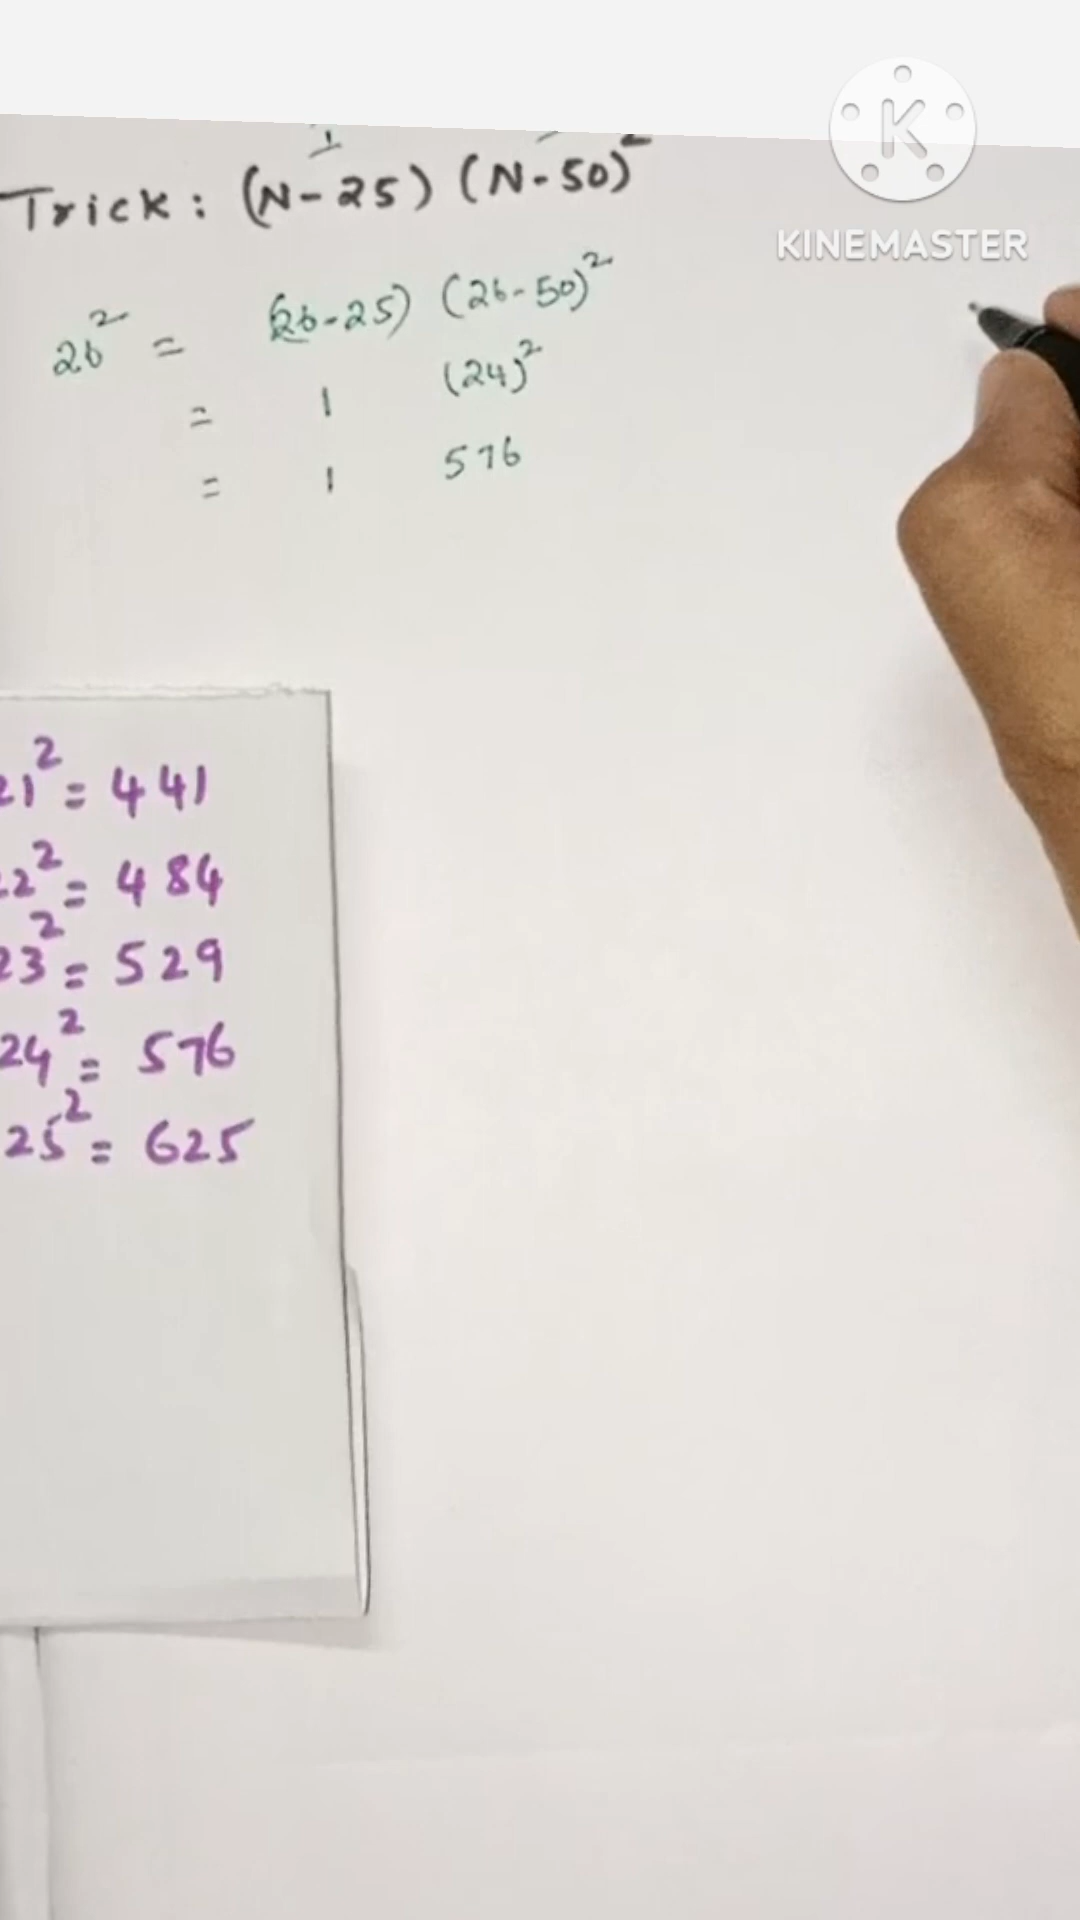 KINEMASTER
Trick: (N-25) (N-50)²
26² = (26-25) (26-50)²
= 1 (24)²
= 1 576
21² = 441
22² = 484
23² = 529
24² = 576
25² = 625